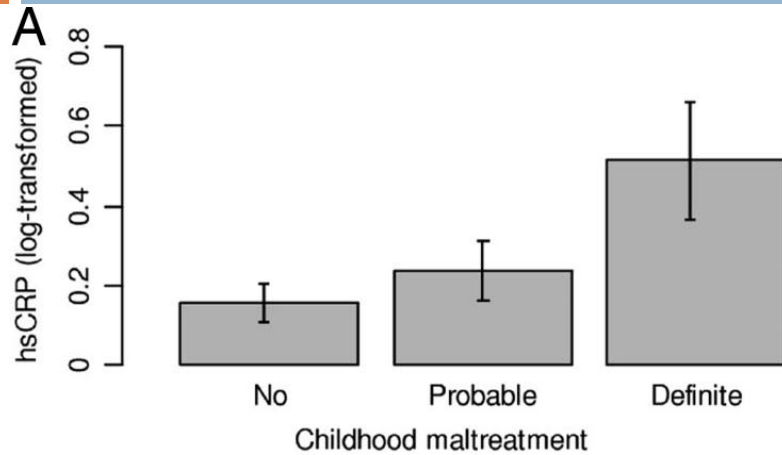 A
hsCRP (log-transformed)
0.8
0.6
0.4
0.2
0
No Probable Definite
Childhood maltreatment